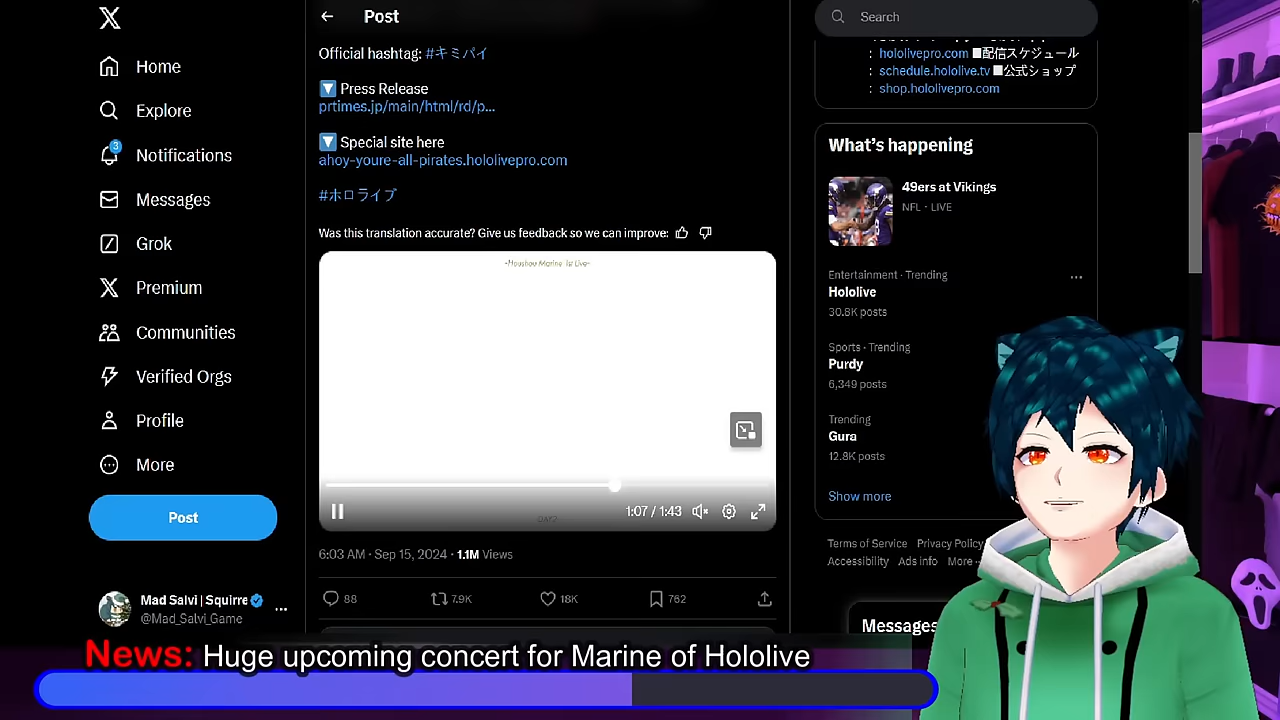 Home
Explore
3
Notifications
Messages
Grok
Premium
Communities
Verified Orgs
Profile
More
Post
Mad Salvi | Squirre
@Mad_Salvi_Game
Post
Official hashtag: #キミパイ
Press Release
prtimes.jp/main/html/rd/p...
Special site here
ahoy-youre-all-pirates.hololivepro.com
#ホロライブ
Was this translation accurate? Give us feedback so we can improve:
-Houshou Marine 1st Live-
1:07 / 1:43
DAY2
6:03 AM · Sep 15, 2024 · 1.1M Views
88
7.9K
18K
762
Search
: hololivepro.com ■配信スケジュール
: schedule.hololive.tv ■公式ショップ
: shop.hololivepro.com
What's happening
49ers at Vikings
NFL · LIVE
Entertainment · Trending
Hololive
30.8K posts
Sports · Trending
Purdy
6,349 posts
Trending
Gura
12.8K posts
Show more
Terms of Service Privacy Policy
Accessibility Ads info More
Messages
News: Huge upcoming concert for Marine of Hololive